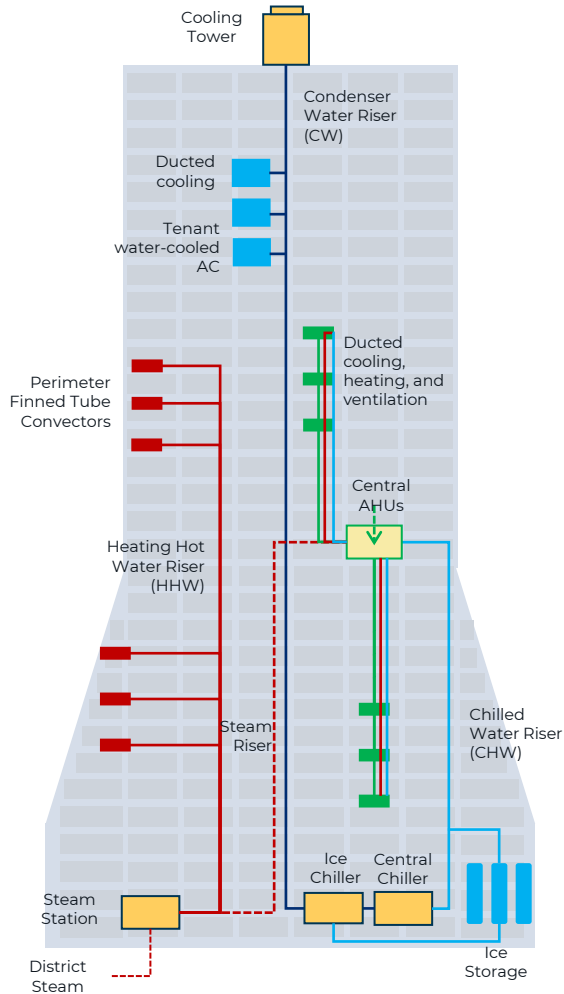 Cooling
Tower
Condenser
Water Riser
(CW)
Ducted
cooling
Tenant
water-cooled
AC
Ducted
cooling,
heating, and
ventilation
Perimeter
Finned Tube
Convectors
Central
AHUs
Heating Hot
Water Riser
(HHW)
Steam
Riser
Chilled
Water Riser
(CHW)
Ice
Chiller
Central
Chiller
Steam
Station
Ice
Storage
District
Steam